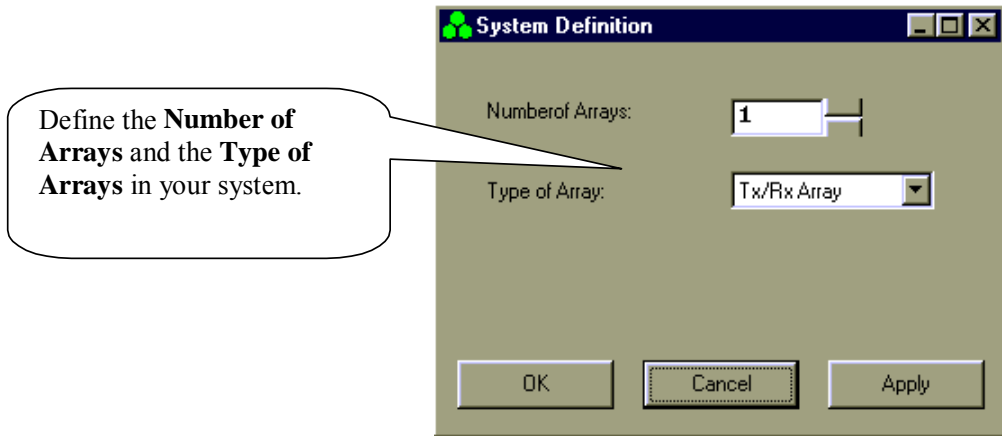 System Definition
Define the Number of
Arrays and the Type of
Arrays in your system.
Numberof Arrays:
1
Type of Array:
Tx/Rx Array
OK
Cancel
Apply